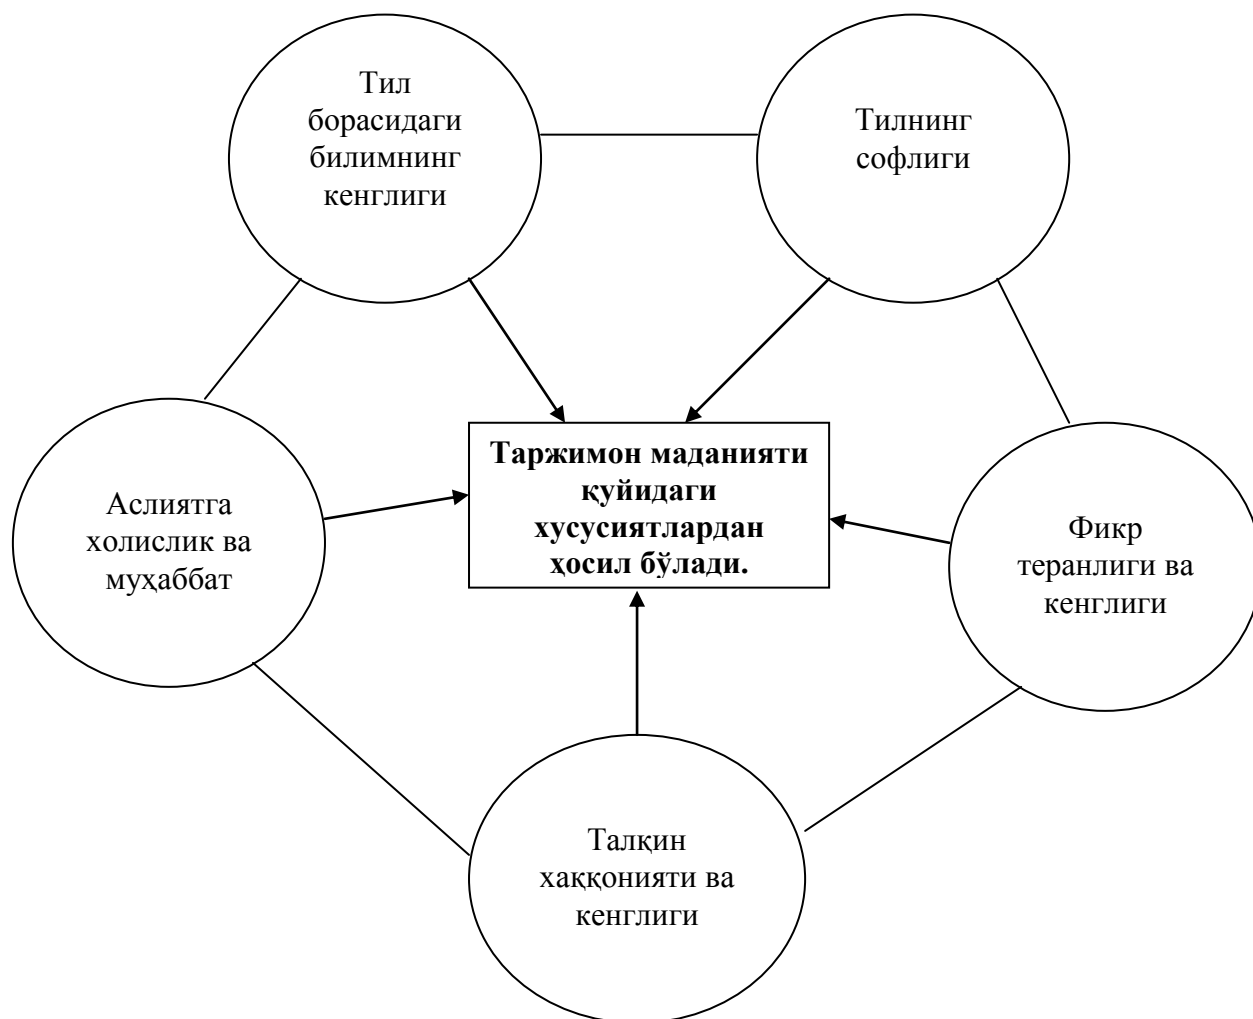 Тил
борасидаги
билимнинг
кенглиги
Тилнинг
софлиги
Таржимон маданияти
қуйидаги
хусусиятлардан
ҳосил бўлади.
Аслиятга
холислик ва
муҳаббат
Фикр
теранлиги ва
кенглиги
Талқин
хаққонияти ва
кенглиги